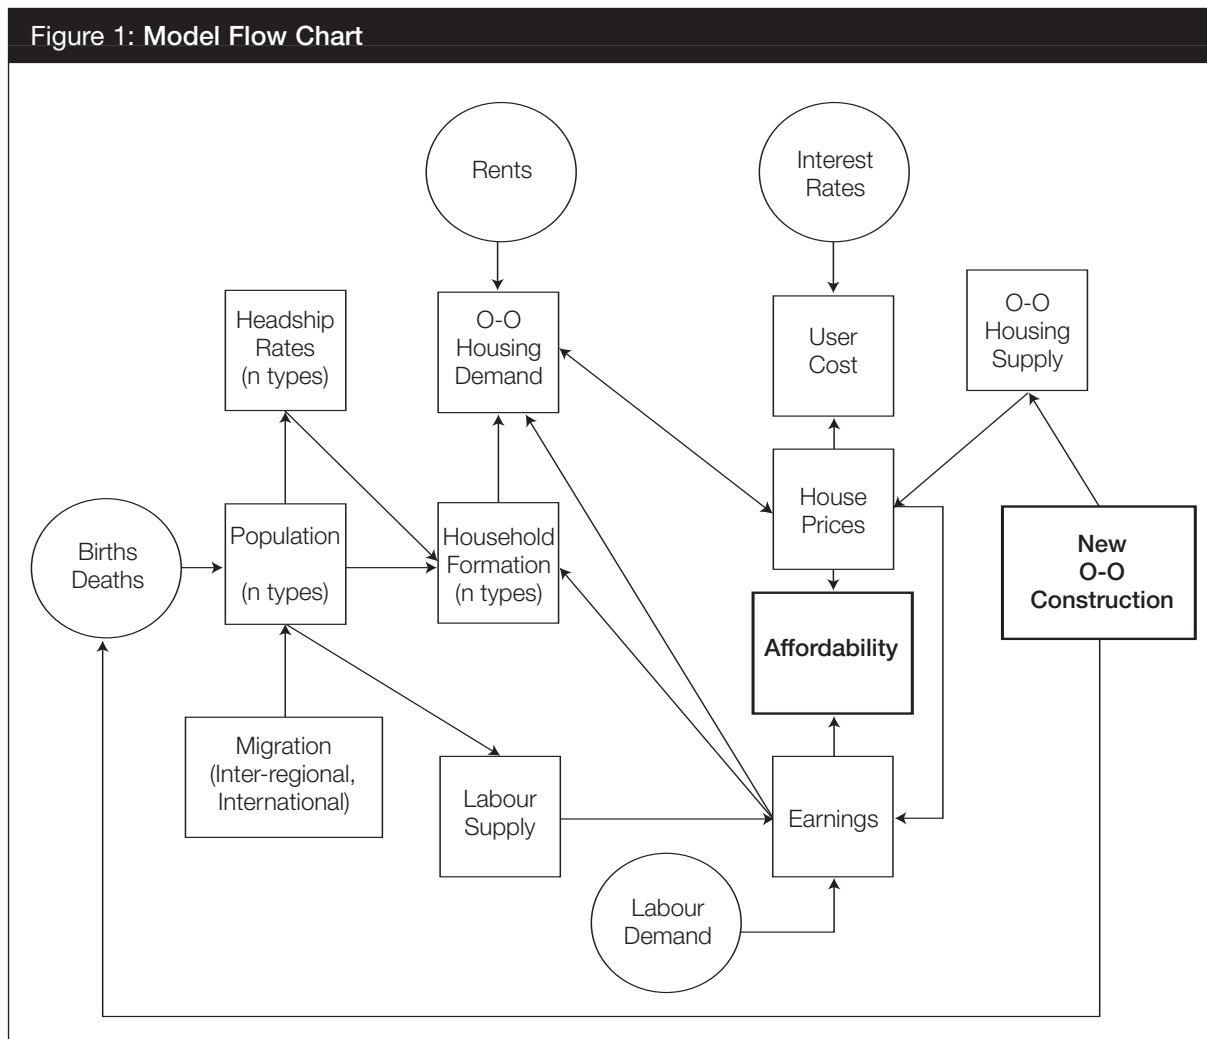 Figure 1: Model Flow Chart
Rents
Interest
Rates
Headship
Rates
(n types)
O-O
Housing
Demand
User
Cost
O-O
Housing
Supply
Births
Deaths
Population
(n types)
Household
Formation
(n types)
House
Prices
New
O-O
Construction
Affordability
Migration
(Inter-regional,
International)
Labour
Supply
Earnings
Labour
Demand